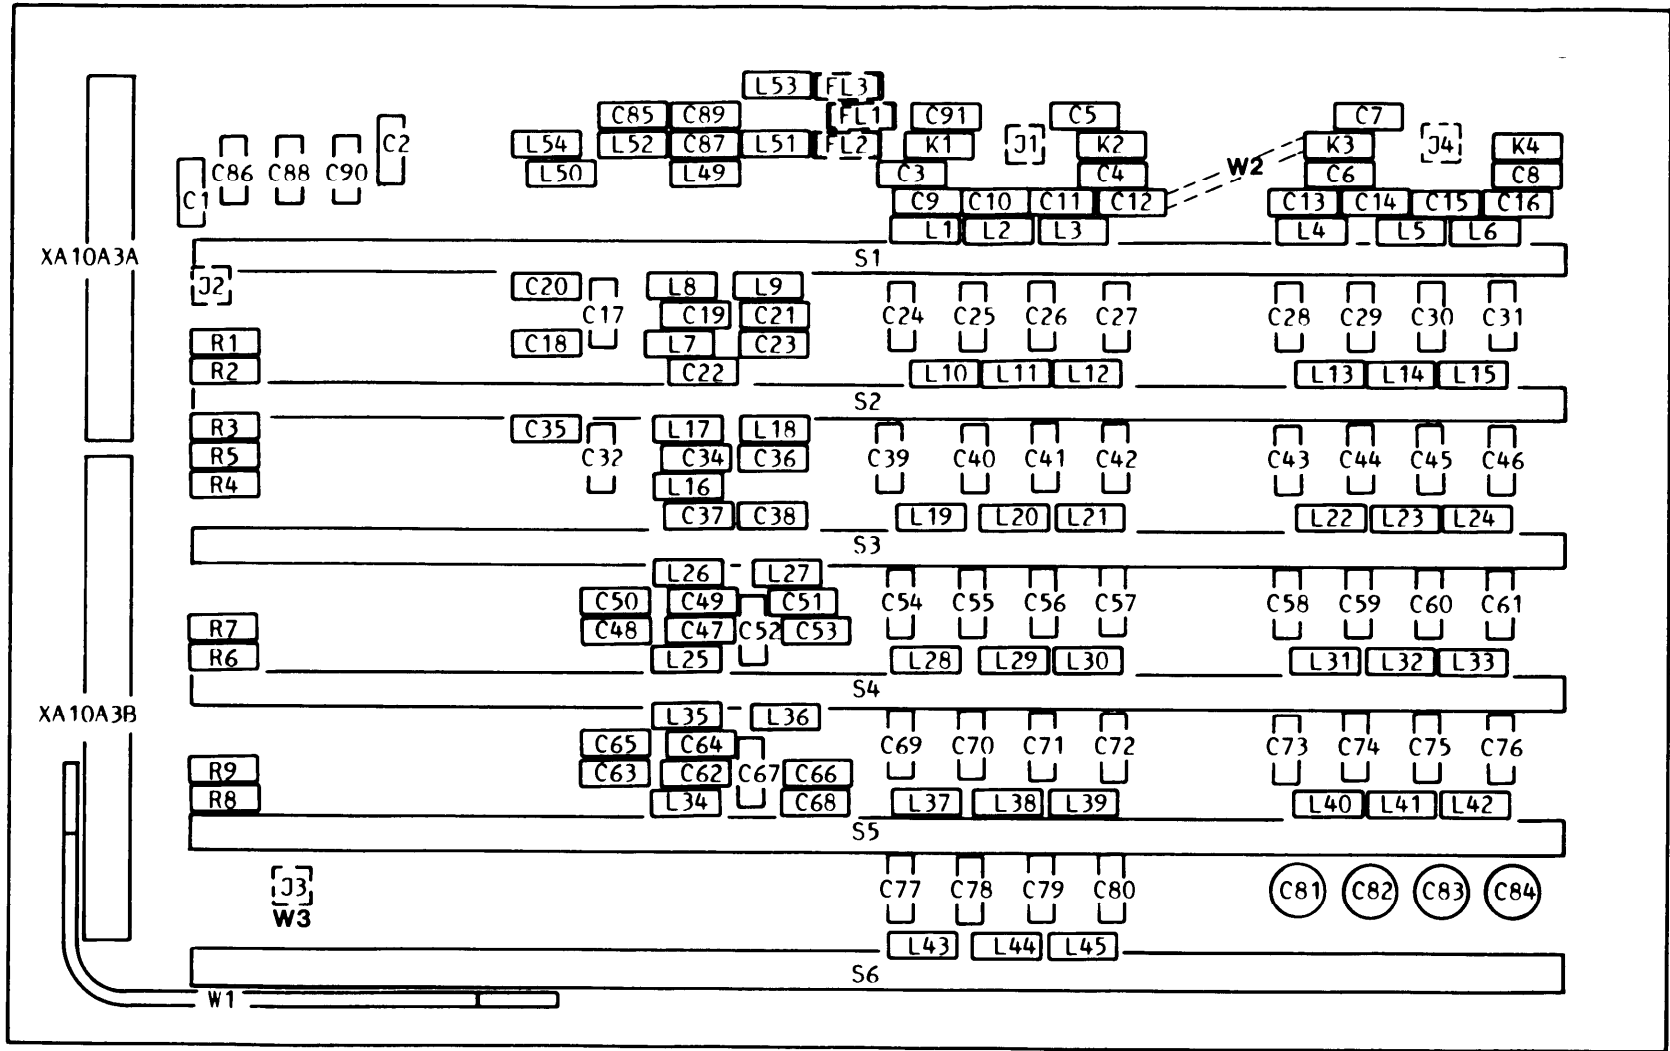 L53 FL3
C85 C89 FL1 C91 C5 C7
C2 L54 L52 C87 L51 FL2 K1 J1 K2 K3 J4 K4
C86 C88 C90 L50 L49 C3 C4 W2 C6 C8
C1 C9 C10 C11 C12 C13 C14 C15 C16
L1 L2 L3 L4 L5 L6
XA10A3A S1
J2 C20 L8 L9
C17 C19 C21 C24 C25 C26 C27 C28 C29 C30 C31
R1 C18 L7 C23
R2 C22 L10 L11 L12 L13 L14 L15
S2
R3 C35 L17 L18
R5 C32 C34 C36 C39 C40 C41 C42 C43 C44 C45 C46
R4 L16
C37 C38 L19 L20 L21 L22 L23 L24
S3
L26 L27
C50 C49 C51 C54 C55 C56 C57 C58 C59 C60 C61
R7 C48 C47 C52 C53
R6 L25 L28 L29 L30 L31 L32 L33
S4
XA10A3B L35 L36
C65 C64 C69 C70 C71 C72 C73 C74 C75 C76
R9 C63 C62 C67 C66
R8 L34 C68 L37 L38 L39 L40 L41 L42
S5
J3 C77 C78 C79 C80 C81 C82 C83 C84
W3
L43 L44 L45
S6
W1